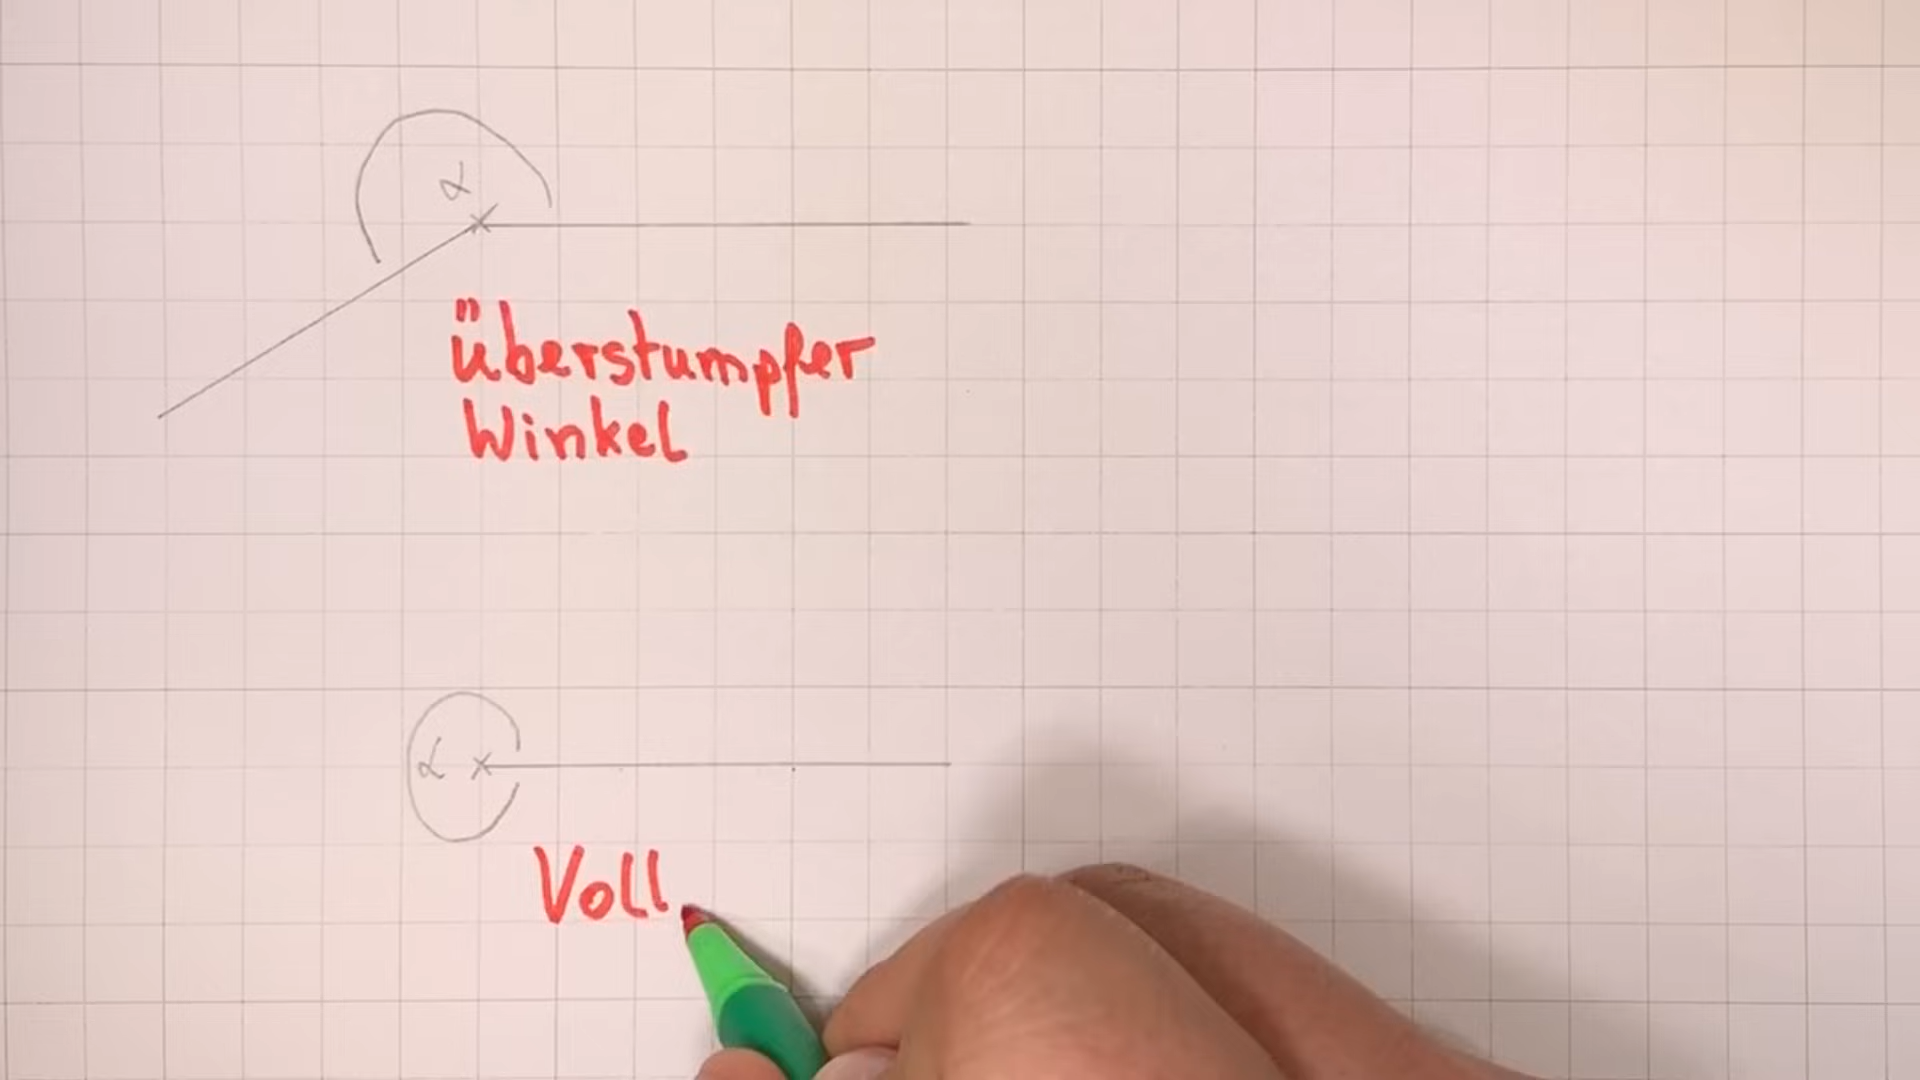 α
überstumpfer
Winkel
α
Voll